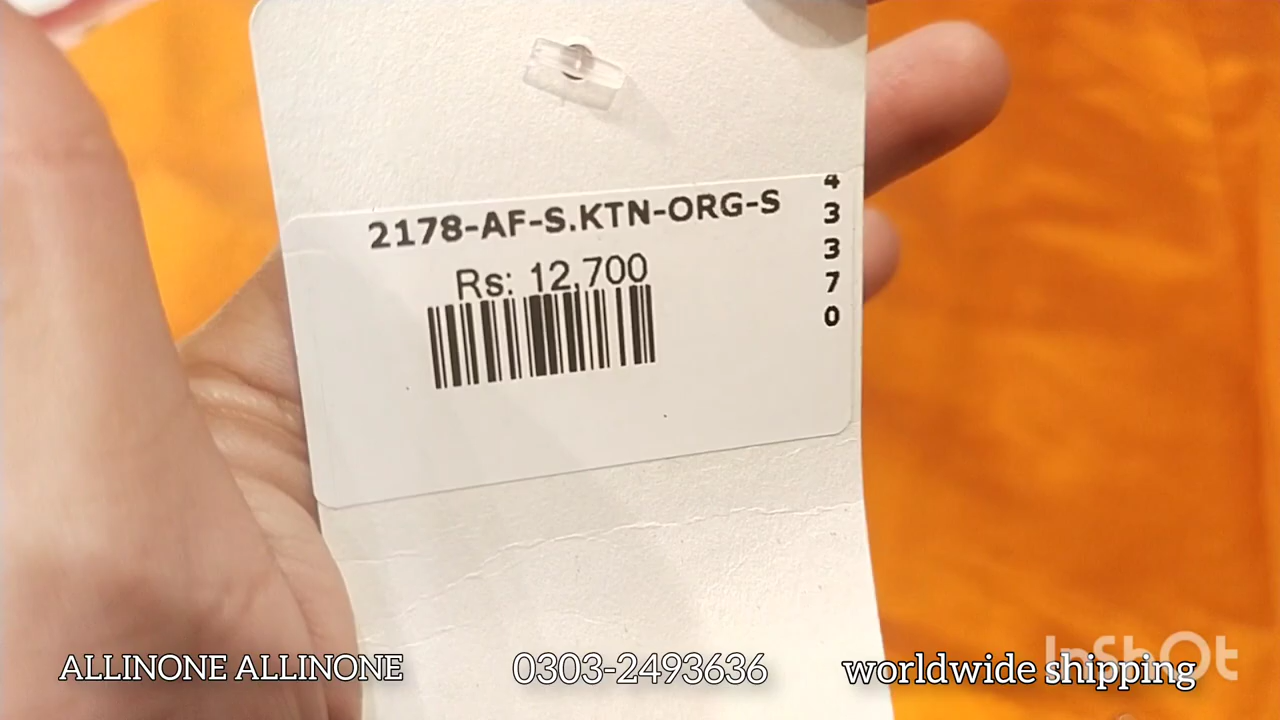 2178-AF-S.KTN-ORG-S
Rs: 12,700
4
3
3
7
0
ALLINONE ALLINONE 0303-2493636 worldwide shipping
InShOt